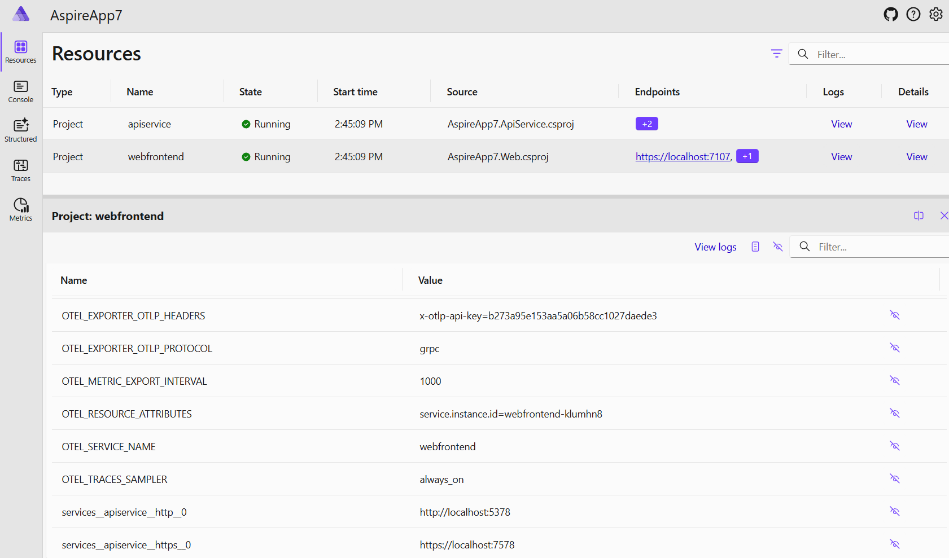 AspireApp7
Resources
Console
Structured
Traces
Metrics
Resources
Filter...
Type Name State Start time Source Endpoints Logs Details
Project apiservice Running 2:45:09 PM AspireApp7.ApiService.csproj +2 View View
Project webfrontend Running 2:45:09 PM AspireApp7.Web.csproj https://localhost:7107, +1 View View
Project: webfrontend
View logs Filter...
Name Value
OTEL_EXPORTER_OTLP_HEADERS x-otlp-api-key=b273a95e153aa5a06b58cc1027daede3
OTEL_EXPORTER_OTLP_PROTOCOL grpc
OTEL_METRIC_EXPORT_INTERVAL 1000
OTEL_RESOURCE_ATTRIBUTES service.instance.id=webfrontend-klumhn8
OTEL_SERVICE_NAME webfrontend
OTEL_TRACES_SAMPLER always_on
services__apiservice__http__0 http://localhost:5378
services__apiservice__https__0 https://localhost:7578